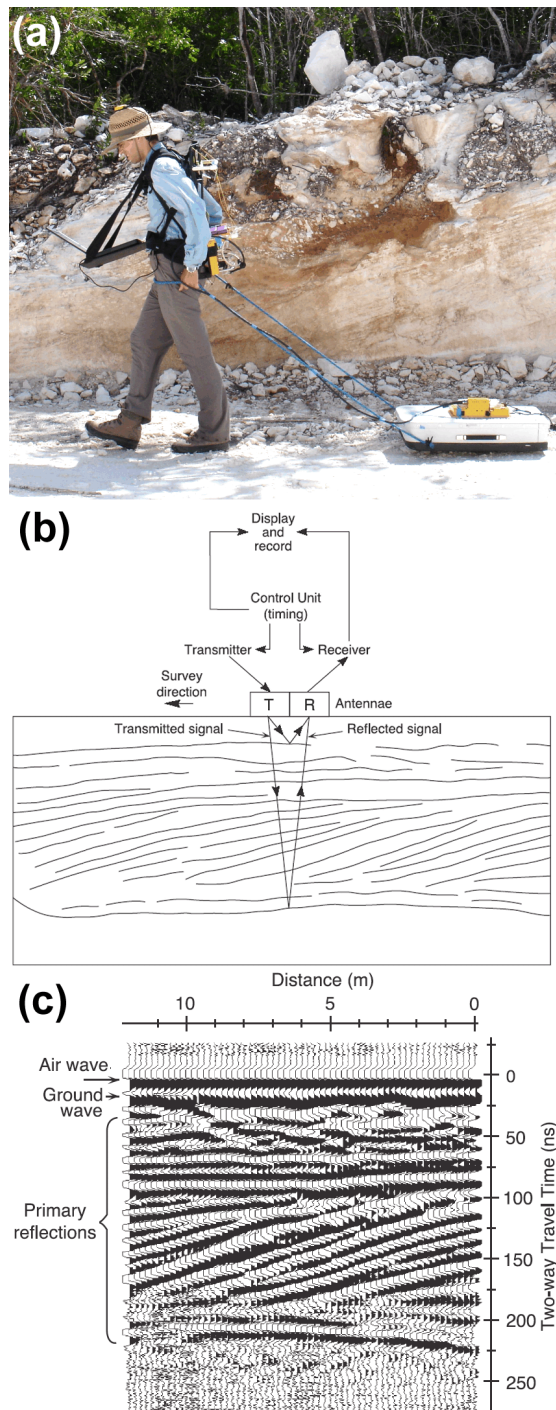 (a)
(b)
Display
and
record
Control Unit
(timing)
Transmitter
Receiver
Survey
direction
T
R
Antennae
Transmitted signal
Reflected signal
(c)
Distance (m)
10
5
0
Air wave
Ground
wave
Primary
reflections
0
50
100
150
200
250
Two-way Travel Time (ns)